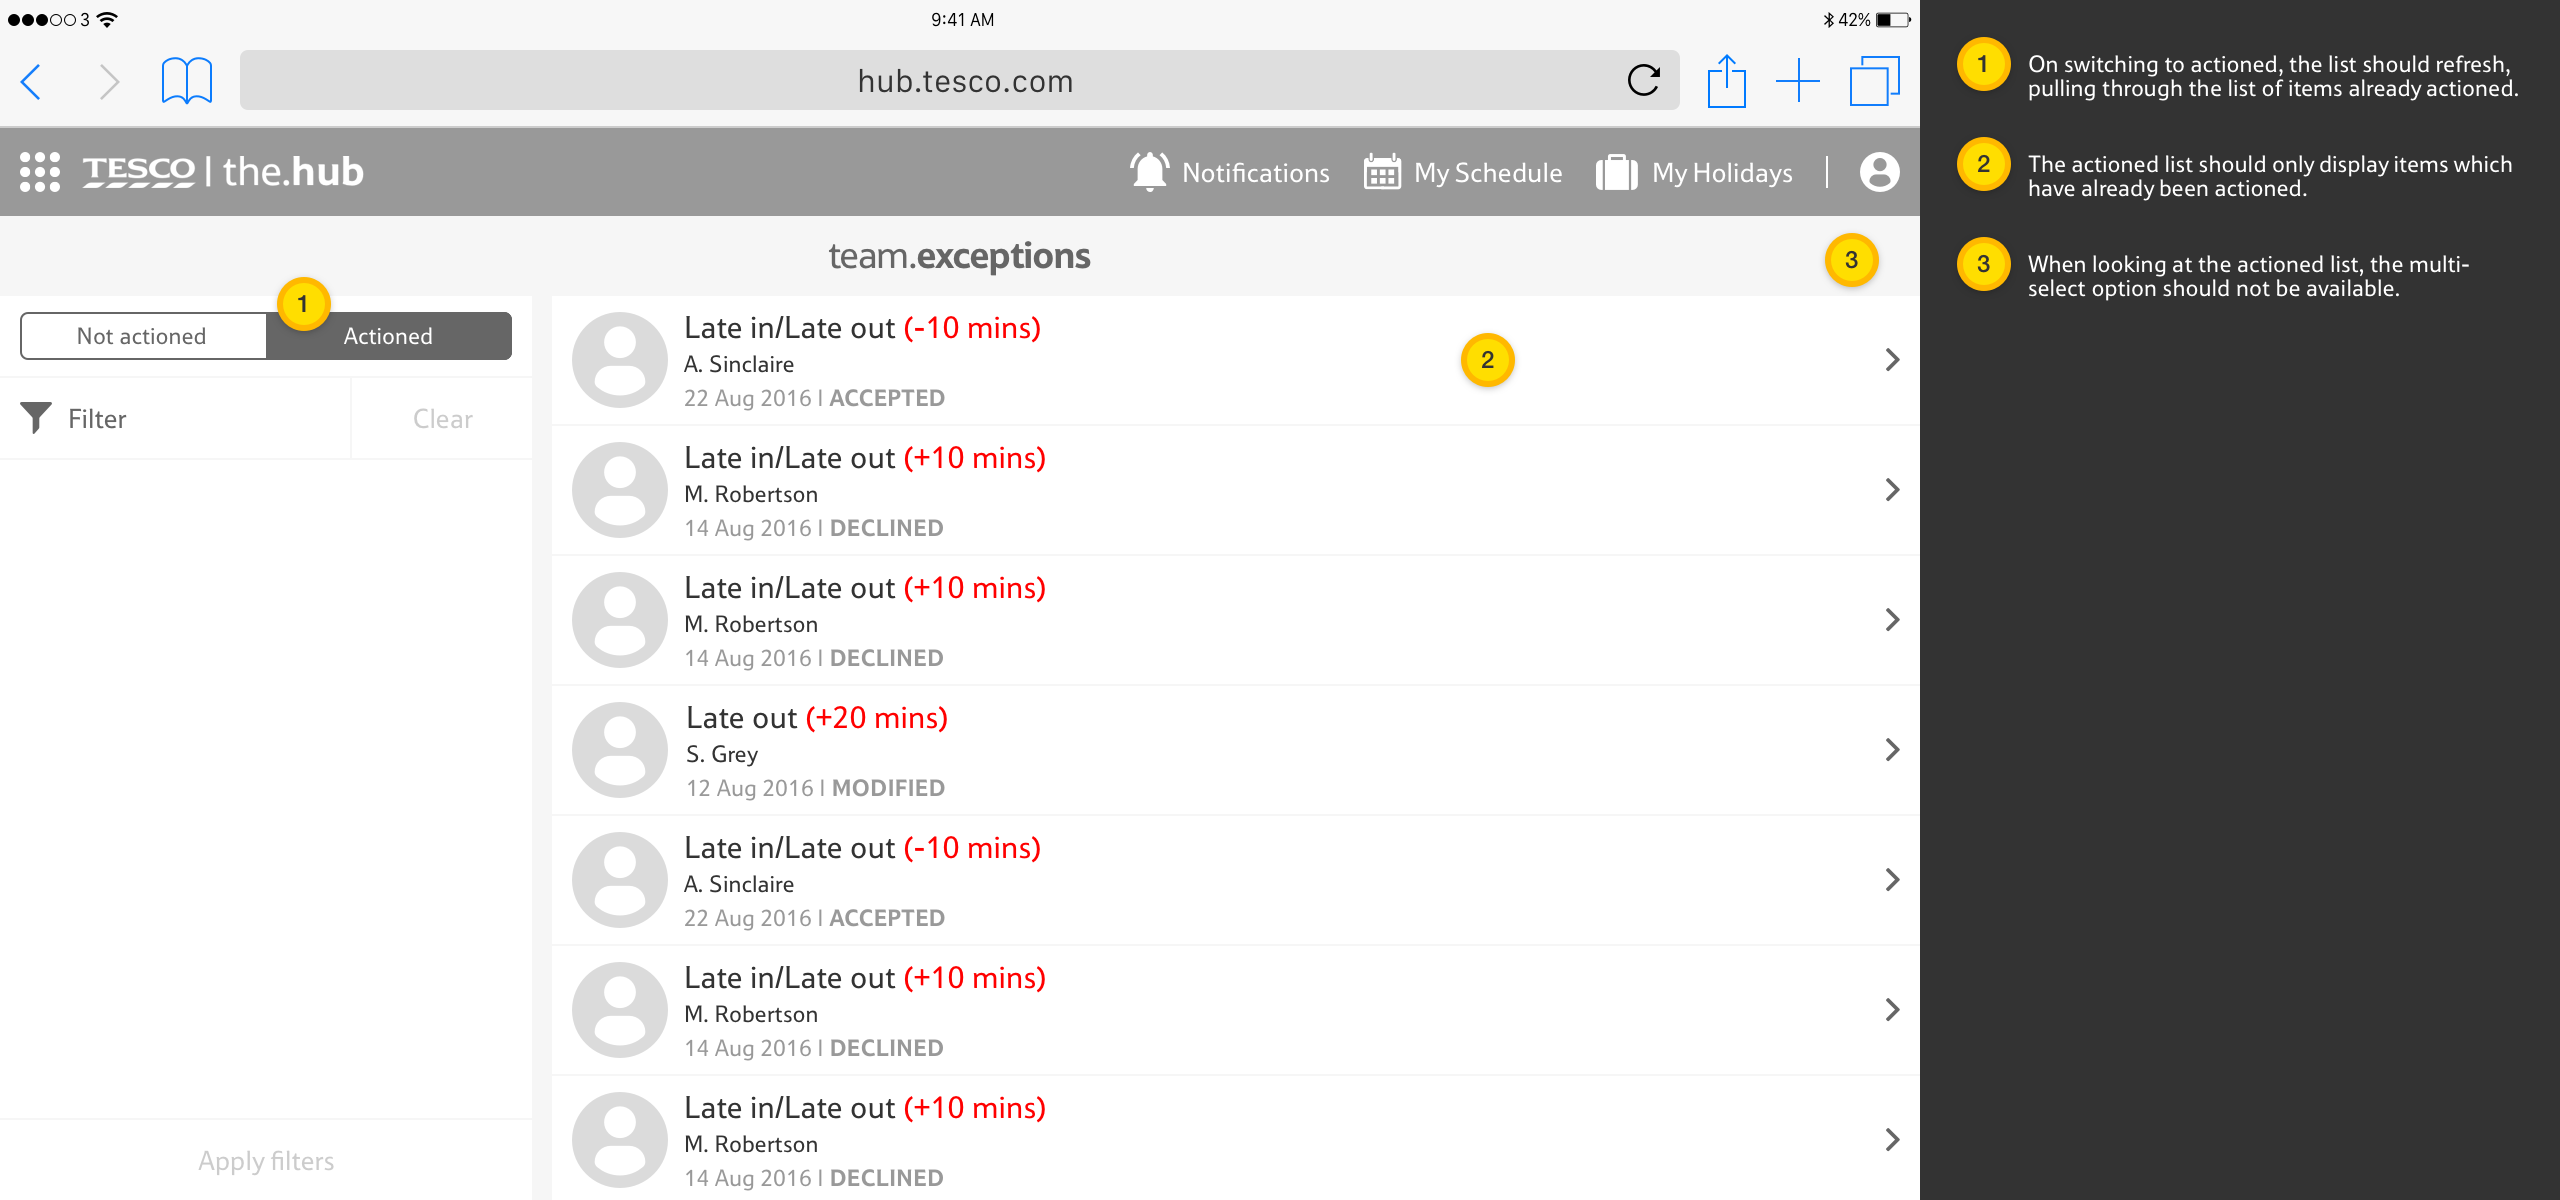 3
9:41 AM
42%
hub.tesco.com
TESCO | the.hub
Notifications
My Schedule
My Holidays
team.exceptions
3
1
Not actioned
Actioned
Filter
Clear
Apply filters
Late in/Late out (-10 mins)
A. Sinclaire
22 Aug 2016 | ACCEPTED
2
Late in/Late out (+10 mins)
M. Robertson
14 Aug 2016 | DECLINED
Late in/Late out (+10 mins)
M. Robertson
14 Aug 2016 | DECLINED
Late out (+20 mins)
S. Grey
12 Aug 2016 | MODIFIED
Late in/Late out (-10 mins)
A. Sinclaire
22 Aug 2016 | ACCEPTED
Late in/Late out (+10 mins)
M. Robertson
14 Aug 2016 | DECLINED
Late in/Late out (+10 mins)
M. Robertson
14 Aug 2016 | DECLINED
1
On switching to actioned, the list should refresh,
pulling through the list of items already actioned.
2
The actioned list should only display items which
have already been actioned.
3
When looking at the actioned list, the multi-
select option should not be available.